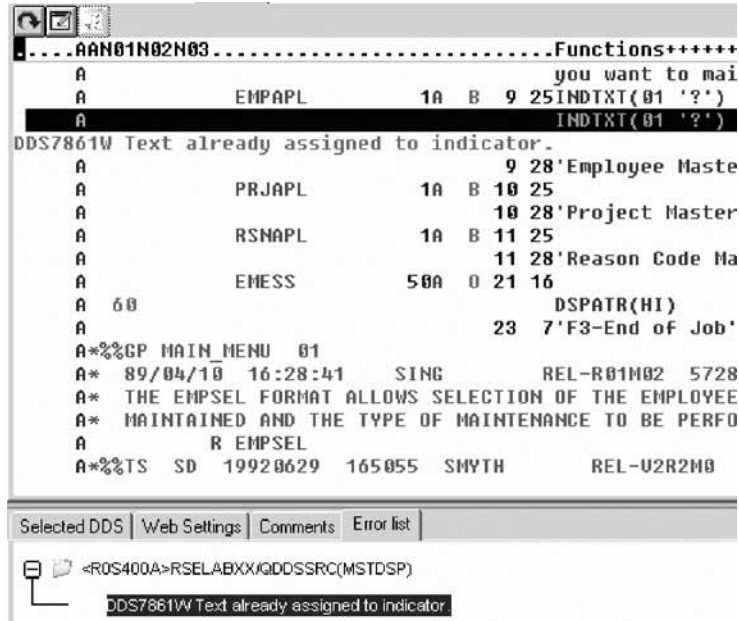 .....AAN01N02N03..............................Functions++++++
A you want to mai
A EMPAPL 1A B 9 25INDTXT(01 '?')
A INDTXT(01 '?')
DDS7861W Text already assigned to indicator.
A 9 28'Employee Maste
A PRJAPL 1A B 10 25
A 10 28'Project Master
A RSNAPL 1A B 11 25
A 11 28'Reason Code Ma
A EMESS 50A O 21 16
A 60 DSPATR(HI)
A 23 7'F3-End of Job'
A*%%GP MAIN_MENU 01
A* 89/04/10 16:28:41 SING REL-R01M02 5728
A* THE EMPSEL FORMAT ALLOWS SELECTION OF THE EMPLOYEE
A* MAINTAINED AND THE TYPE OF MAINTENANCE TO BE PERFO
A R EMPSEL
A*%%TS SD 19920629 165055 SMYTH REL-V2R2M0
Selected DDS Web Settings Comments Error list
<ROS400A>RSELABXX/QDDSSRC(MSTDSP)
DDS7861W Text already assigned to indicator.